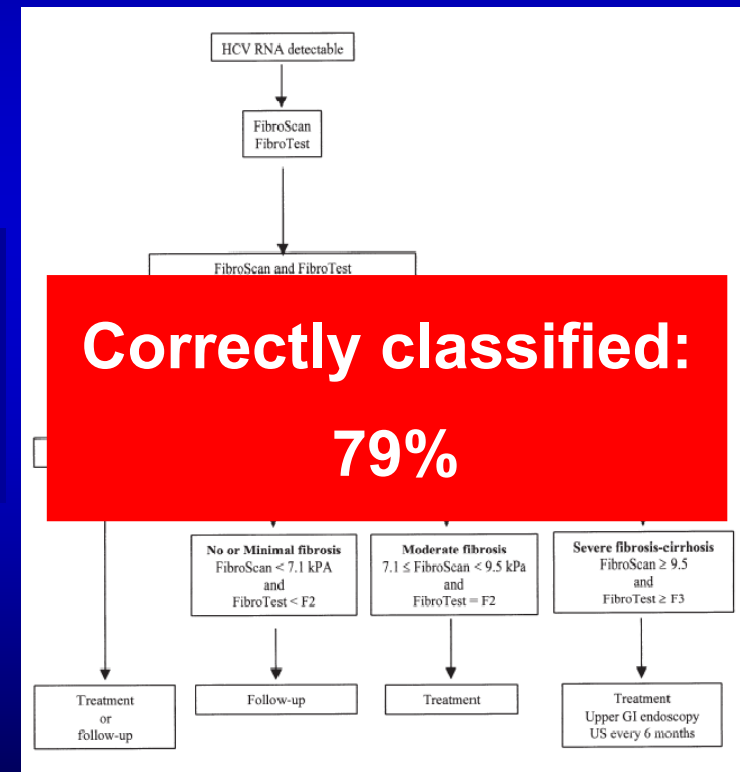 HCV RNA detectable
FibroScan
FibroTest
FibroScan and FibroTest
Correctly classified:
79%
No or Minimal fibrosis
FibroScan < 7.1 kPA
and
FibroTest < F2
Moderate fibrosis
7.1 ≤ FibroScan < 9.5 kPa
and
FibroTest = F2
Severe fibrosis-cirrhosis
FibroScan ≥ 9.5
and
FibroTest ≥ F3
Treatment
or
follow-up
Follow-up
Treatment
Treatment
Upper GI endoscopy
US every 6 months